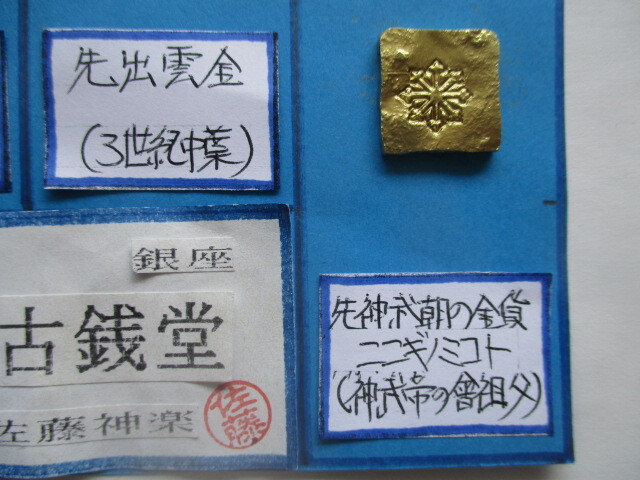 先出雲金
(3世紀中葉)
銀座
古銭堂
佐藤神楽
佐藤
先神武朝の金貨
ニニギノミコト
(神武帝の曾祖父)